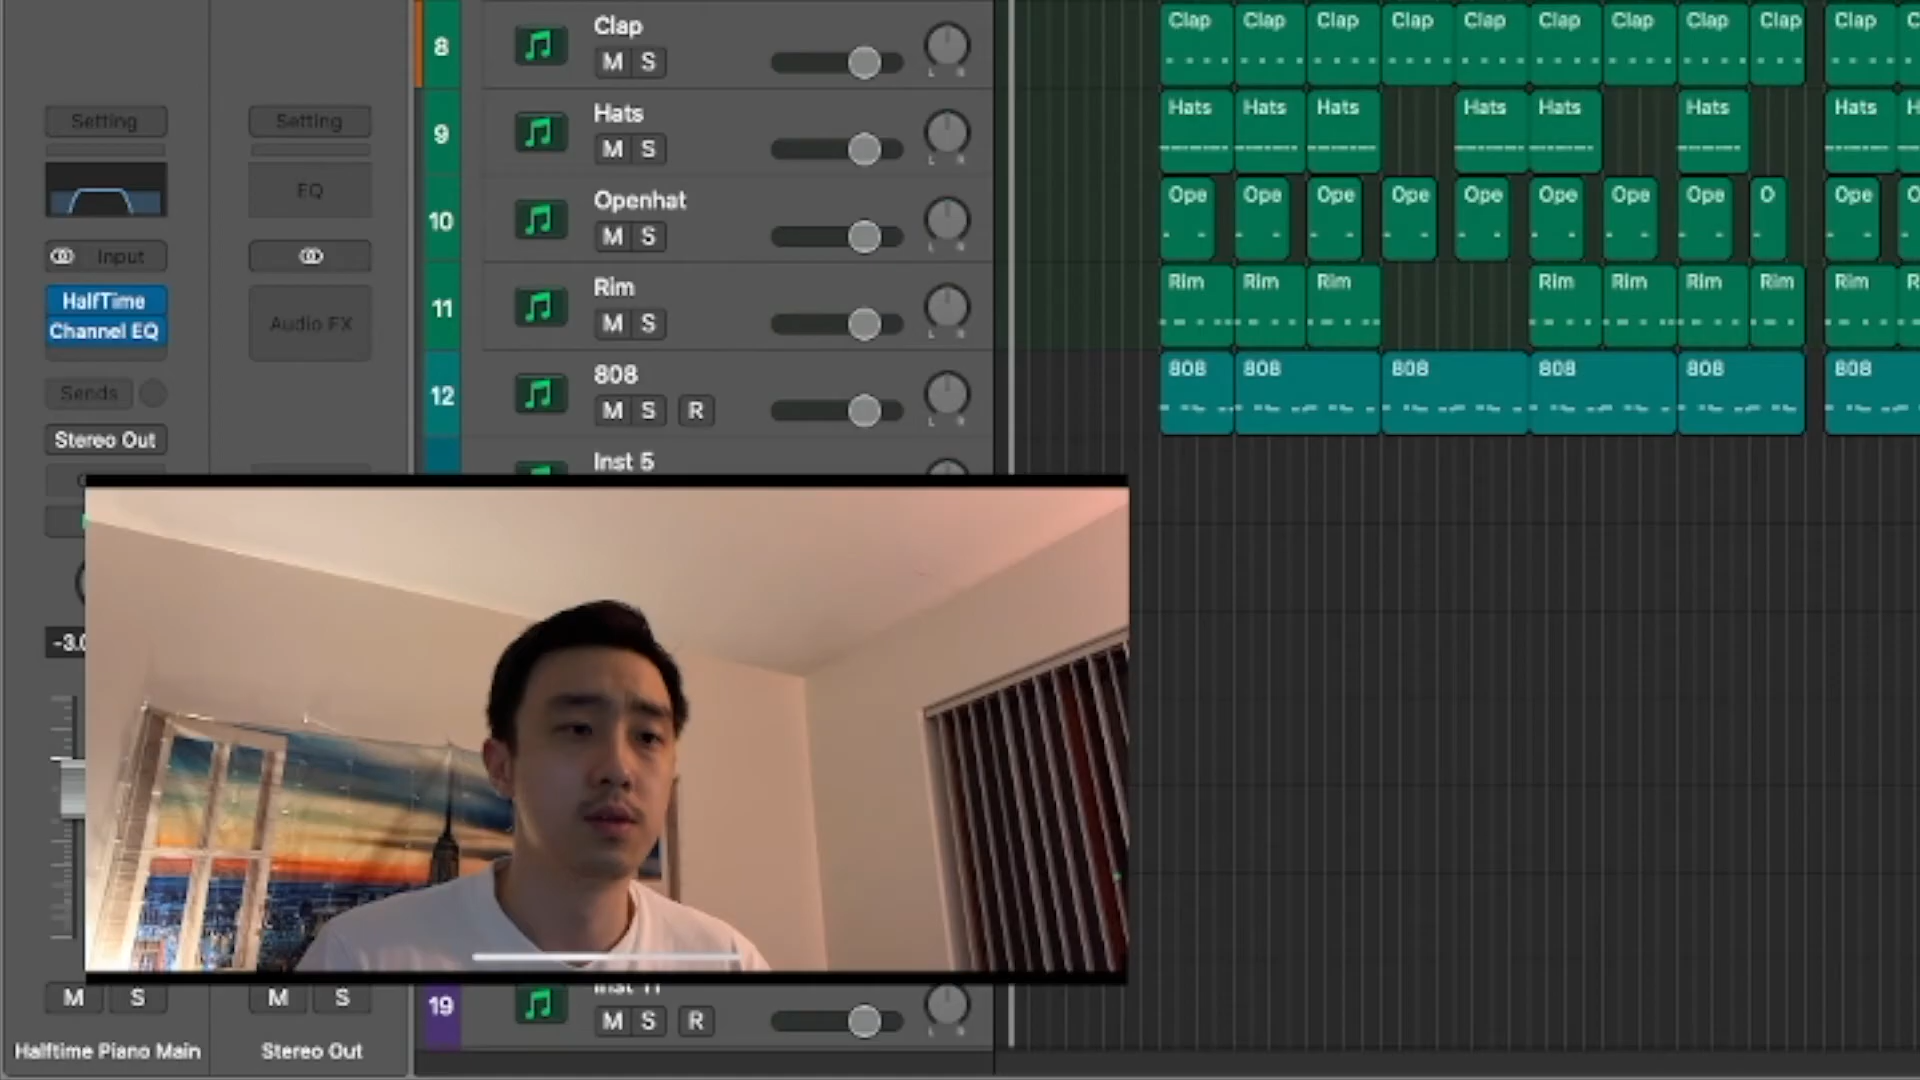 8 Clap M S L R
Clap Clap Clap Clap Clap Clap Clap Clap Clap Clap C
Setting Setting
9 Hats M S L R
Hats Hats Hats Hats Hats Hats Hats H
EQ
10 Openhat M S L R
Ope Ope Ope Ope Ope Ope Ope Ope O Ope O
Input
11 Rim M S L R
Rim Rim Rim Rim Rim Rim Rim Rim R
HalfTime
Channel EQ
Audio FX
12 808 M S R L R
808 808 808 808 808 808
Sends
Stereo Out
Inst 5
-3.0
M S M S
19 Inst 11 M S R L R
Halftime Piano Main Stereo Out